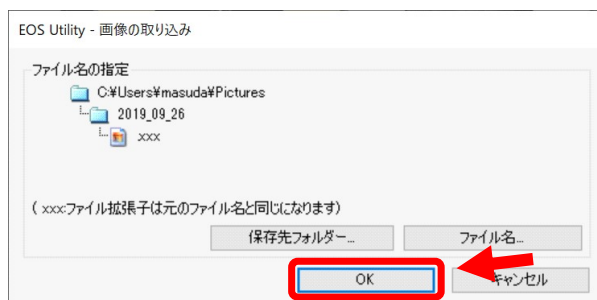 EOS Utility - 画像の取り込み
ファイル名の指定
C:¥Users¥masuda¥Pictures
2019_09_26
xxx
( xxx:ファイル拡張子は元のファイル名と同じになります)
保存先フォルダー...
ファイル名...
OK
キャンセル